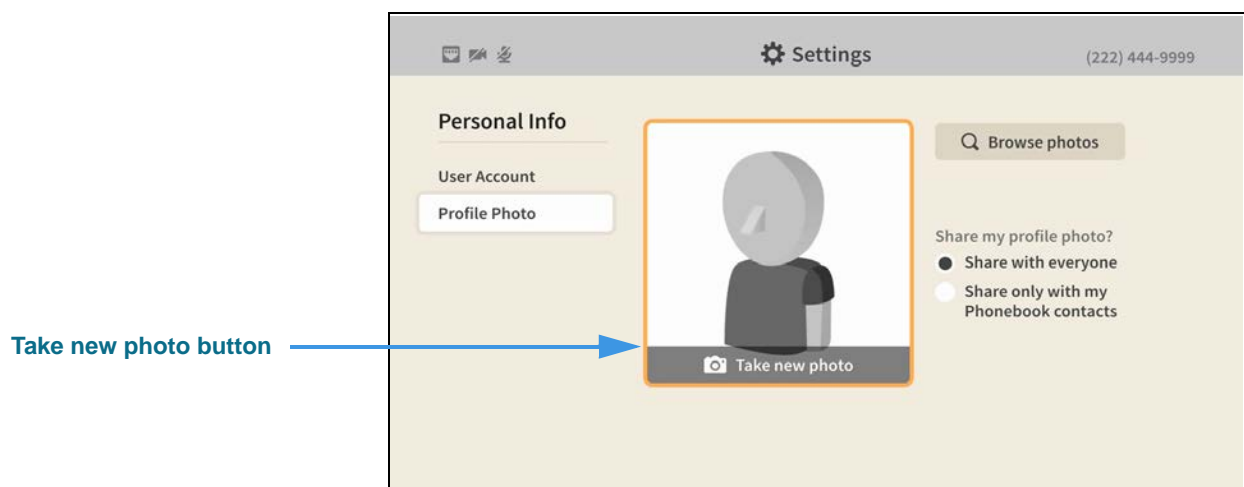 Settings
(222) 444-9999
Personal Info
User Account
Profile Photo
Browse photos
Share my profile photo?
Share with everyone
Share only with my
Phonebook contacts
Take new photo button
Take new photo